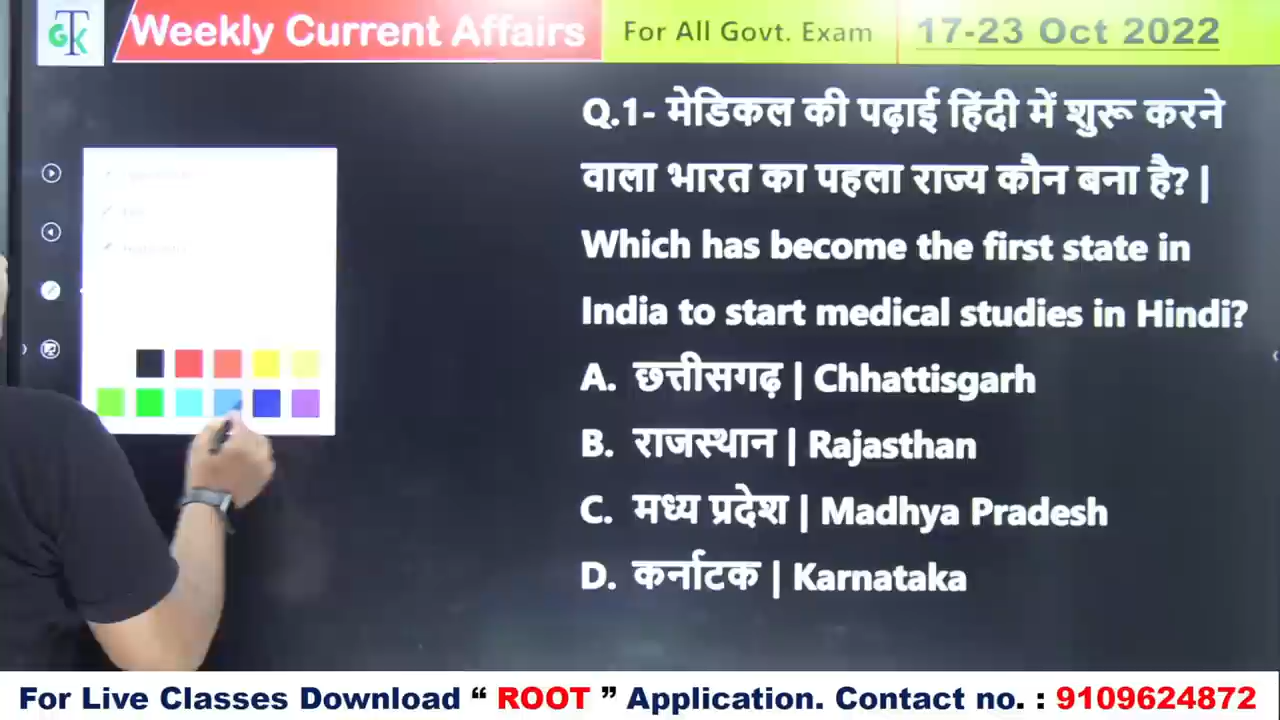 GTK
Weekly Current Affairs
For All Govt. Exam
17-23 Oct 2022
Q.1- मेडिकल की पढ़ाई हिंदी में शुरू करने
वाला भारत का पहला राज्य कौन बना है? |
Which has become the first state in
India to start medical studies in Hindi?
A. छत्तीसगढ़ | Chhattisgarh
B. राजस्थान | Rajasthan
C. मध्य प्रदेश | Madhya Pradesh
D. कर्नाटक | Karnataka
For Live Classes Download “ ROOT ” Application. Contact no. : 9109624872